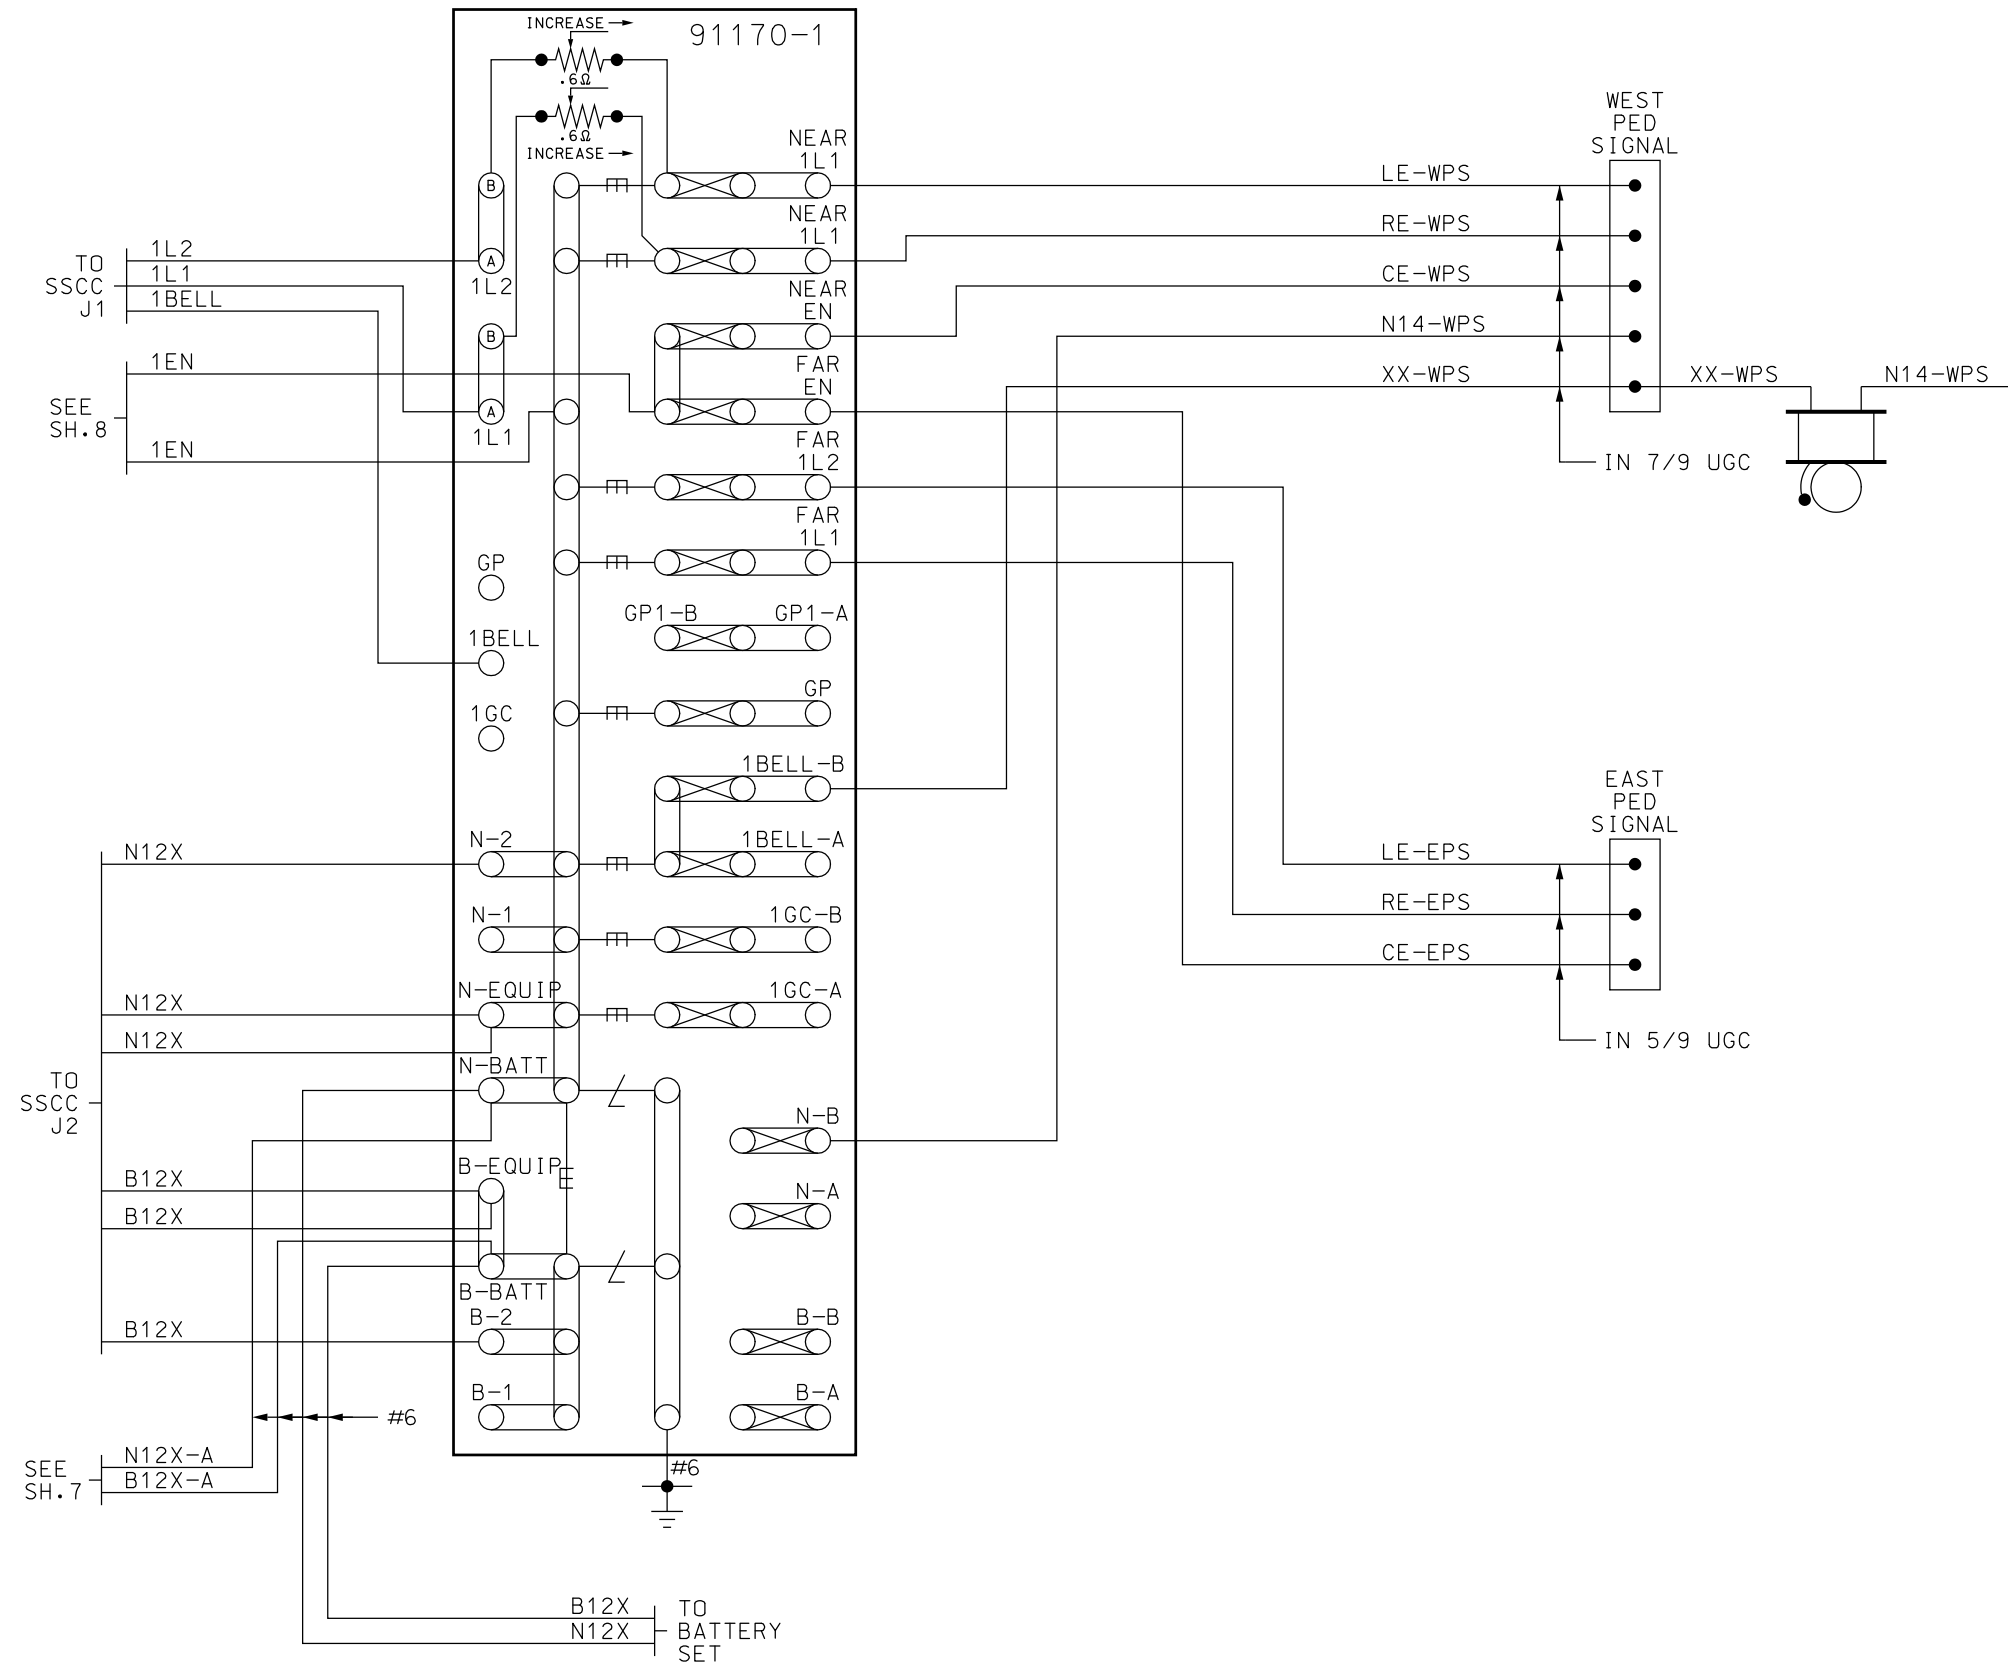 INCREASE
91170-1
.6Ω
.6Ω
INCREASE
NEAR
1L1
NEAR
1L1
NEAR
EN
FAR
EN
FAR
1L2
FAR
1L1
B
A
1L2
B
A
1L1
TO
SSCC
J1
1L2
1L1
1BELL
SEE
SH.8
1EN
1EN
GP
1BELL
1GC
GP1-B
GP1-A
GP
1BELL-B
1BELL-A
1GC-B
1GC-A
N-2
N-1
N-EQUIP
N-BATT
B-EQUIP
B-BATT
B-2
B-1
N-B
N-A
B-B
B-A
TO
SSCC
J2
N12X
N12X
N12X
B12X
B12X
B12X
#6
SEE
SH.7
N12X-A
B12X-A
#6
B12X
N12X
TO
BATTERY
SET
WEST
PED
SIGNAL
LE-WPS
RE-WPS
CE-WPS
N14-WPS
XX-WPS
XX-WPS
N14-WPS
IN 7/9 UGC
EAST
PED
SIGNAL
LE-EPS
RE-EPS
CE-EPS
IN 5/9 UGC